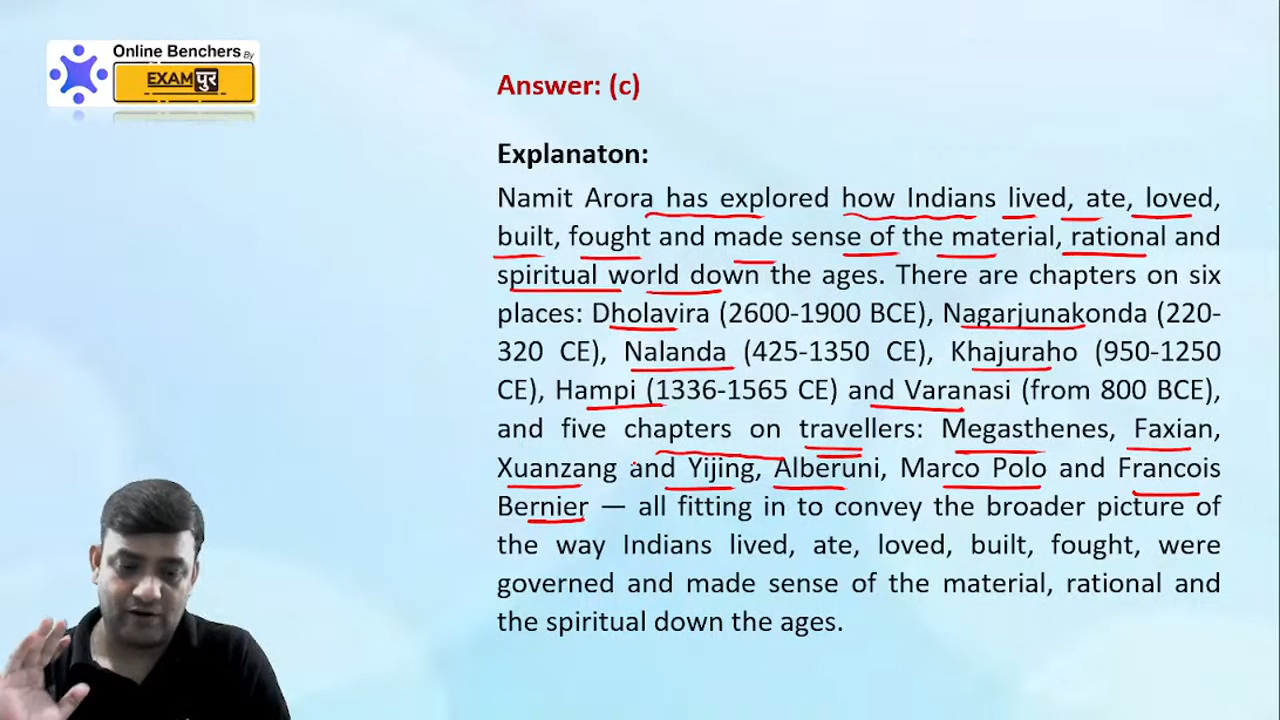 Online Benchers By
EXAMपुर
Answer: (c)
Explanaton:
Namit Arora has explored how Indians lived, ate, loved,
built, fought and made sense of the material, rational and
spiritual world down the ages. There are chapters on six
places: Dholavira (2600-1900 BCE), Nagarjunakonda (220-
320 CE), Nalanda (425-1350 CE), Khajuraho (950-1250
CE), Hampi (1336-1565 CE) and Varanasi (from 800 BCE),
and five chapters on travellers: Megasthenes, Faxian,
Xuanzang and Yijing, Alberuni, Marco Polo and Francois
Bernier — all fitting in to convey the broader picture of
the way Indians lived, ate, loved, built, fought, were
governed and made sense of the material, rational and
the spiritual down the ages.